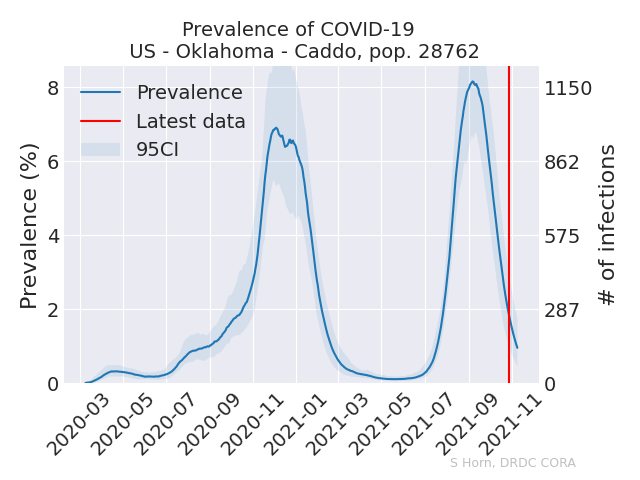 Prevalence of COVID-19
US - Oklahoma - Caddo, pop. 28762
Prevalence
Latest data
95CI
Prevalence (%)
8
6
4
2
0
1150
862
575
287
0
# of infections
2020-03
2020-05
2020-07
2020-09
2020-11
2021-01
2021-03
2021-05
2021-07
2021-09
2021-11
S Horn, DRDC CORA